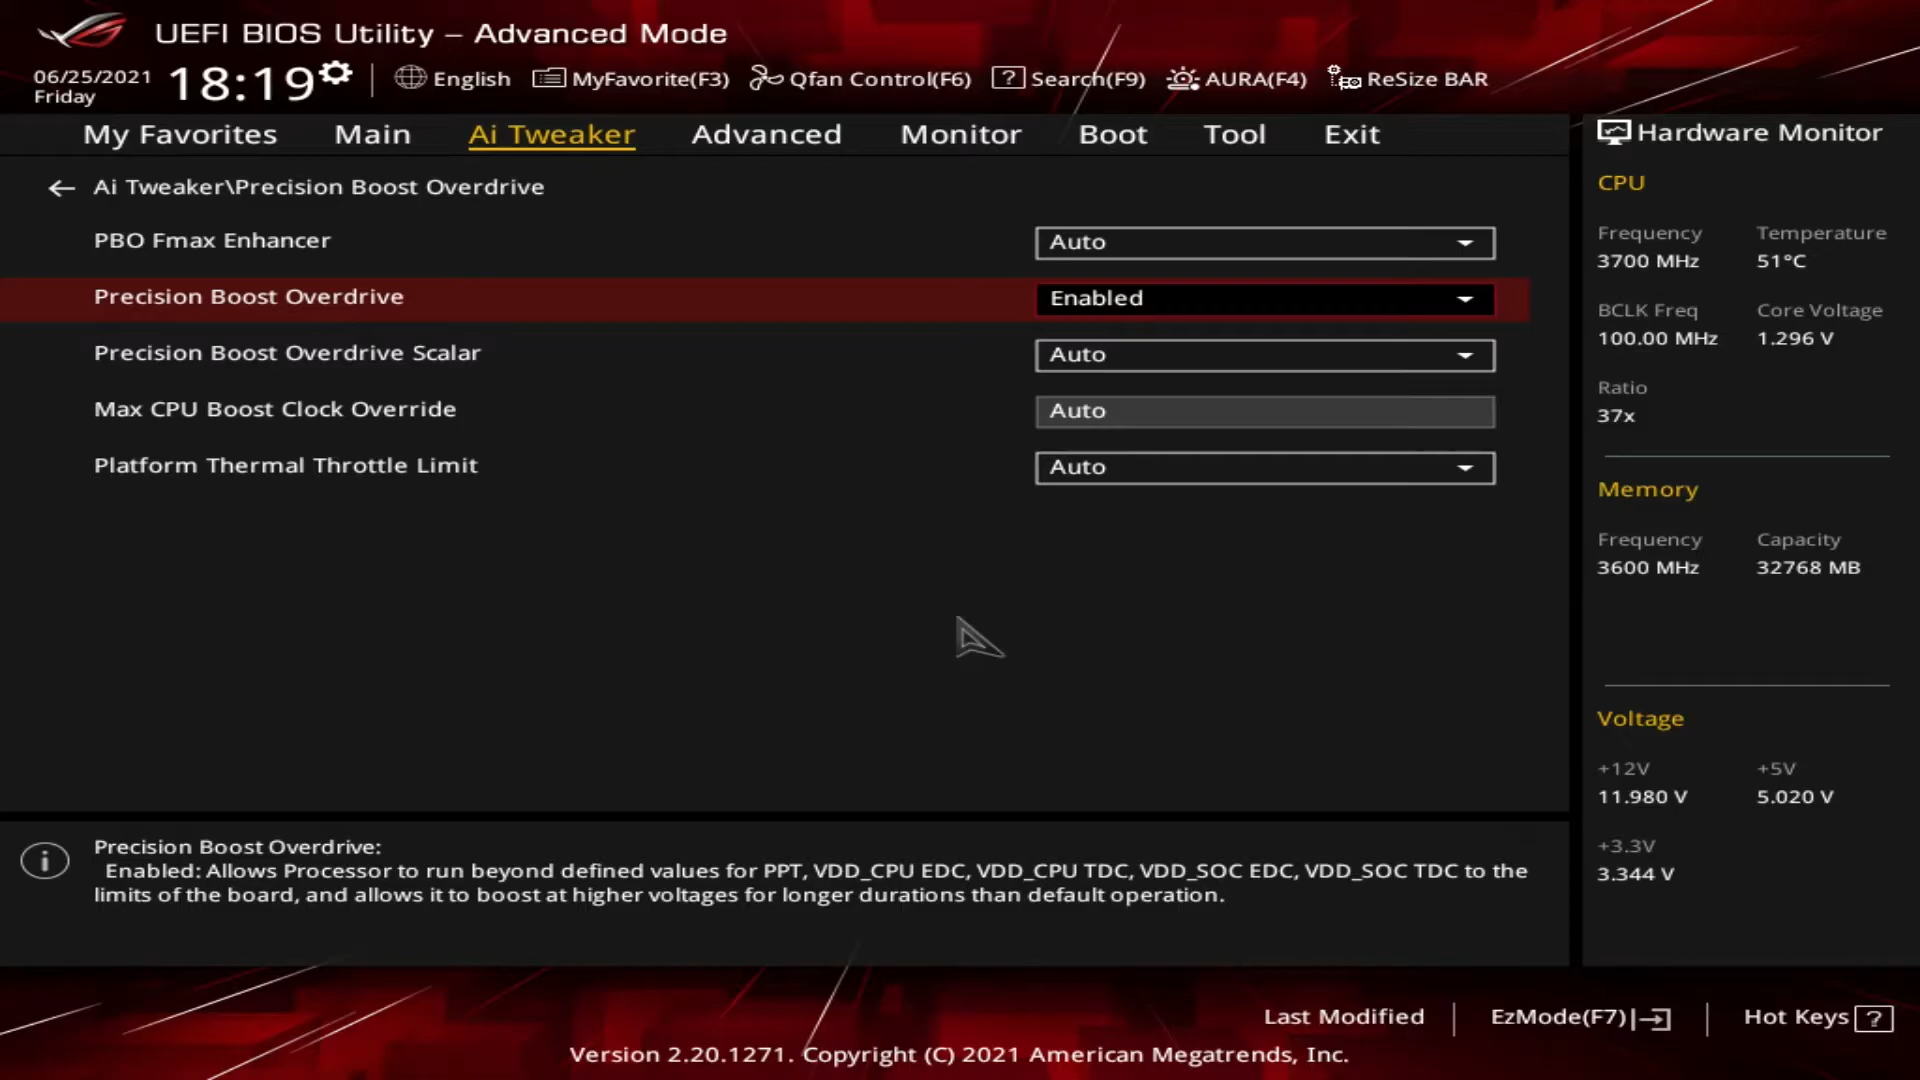 UEFI BIOS Utility – Advanced Mode
06/25/2021
Friday
18:19
English
MyFavorite(F3)
Qfan Control(F6)
? Search(F9)
AURA(F4)
ReSize BAR
My Favorites
Main
Ai Tweaker
Advanced
Monitor
Boot
Tool
Exit
Ai Tweaker\Precision Boost Overdrive
PBO Fmax Enhancer
Auto
Precision Boost Overdrive
Enabled
Precision Boost Overdrive Scalar
Auto
Max CPU Boost Clock Override
Auto
Platform Thermal Throttle Limit
Auto
Precision Boost Overdrive:
Enabled: Allows Processor to run beyond defined values for PPT, VDD_CPU EDC, VDD_CPU TDC, VDD_SOC EDC, VDD_SOC TDC to the
limits of the board, and allows it to boost at higher voltages for longer durations than default operation.
Hardware Monitor
CPU
Frequency Temperature
3700 MHz 51°C
BCLK Freq Core Voltage
100.00 MHz 1.296 V
Ratio
37x
Memory
Frequency Capacity
3600 MHz 32768 MB
Voltage
+12V +5V
11.980 V 5.020 V
+3.3V
3.344 V
Last Modified
EzMode(F7)
Hot Keys ?
Version 2.20.1271. Copyright (C) 2021 American Megatrends, Inc.